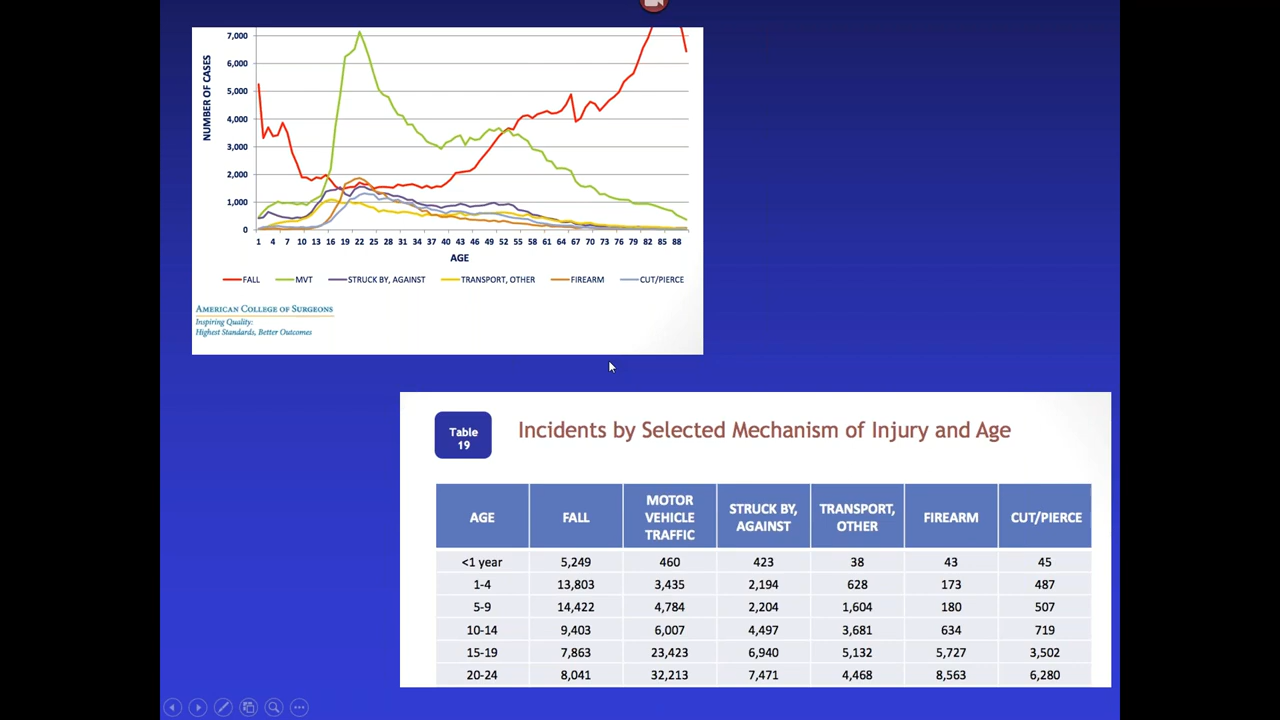 7,000
6,000
5,000
4,000
3,000
2,000
1,000
0
NUMBER OF CASES
1 4 7 10 13 16 19 22 25 28 31 34 37 40 43 46 49 52 55 58 61 64 67 70 73 76 79 82 85 88
AGE
FALL MVT STRUCK BY, AGAINST TRANSPORT, OTHER FIREARM CUT/PIERCE
AMERICAN COLLEGE OF SURGEONS
Inspiring Quality:
Highest Standards, Better Outcomes
Table
19
Incidents by Selected Mechanism of Injury and Age
AGE FALL MOTOR VEHICLE TRAFFIC STRUCK BY, AGAINST TRANSPORT, OTHER FIREARM CUT/PIERCE
<1 year 5,249 460 423 38 43 45
1-4 13,803 3,435 2,194 628 173 487
5-9 14,422 4,784 2,204 1,604 180 507
10-14 9,403 6,007 4,497 3,681 634 719
15-19 7,863 23,423 6,940 5,132 5,727 3,502
20-24 8,041 32,213 7,471 4,468 8,563 6,280